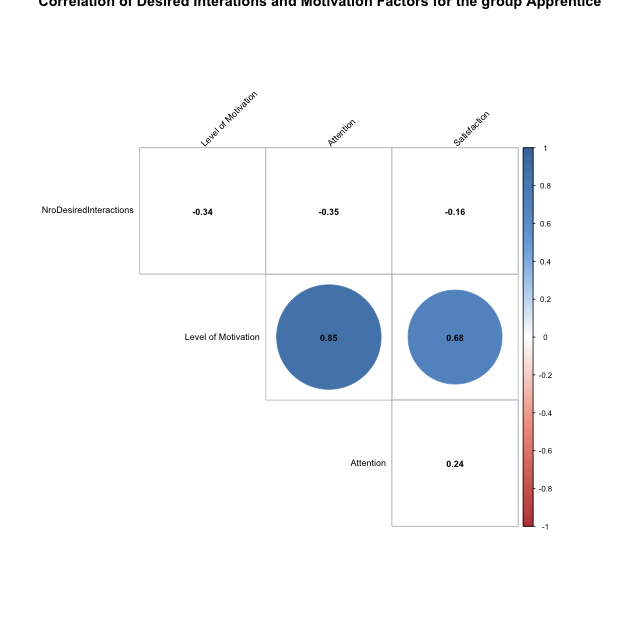 Correlation of Desired Interations and Motivation Factors for the group Apprentice
Level of Motivation
Attention
Satisfaction
NroDesiredInteractions
-0.34
-0.35
-0.16
Level of Motivation
0.85
0.68
Attention
0.24
1
0.8
0.6
0.4
0.2
0
-0.2
-0.4
-0.6
-0.8
-1